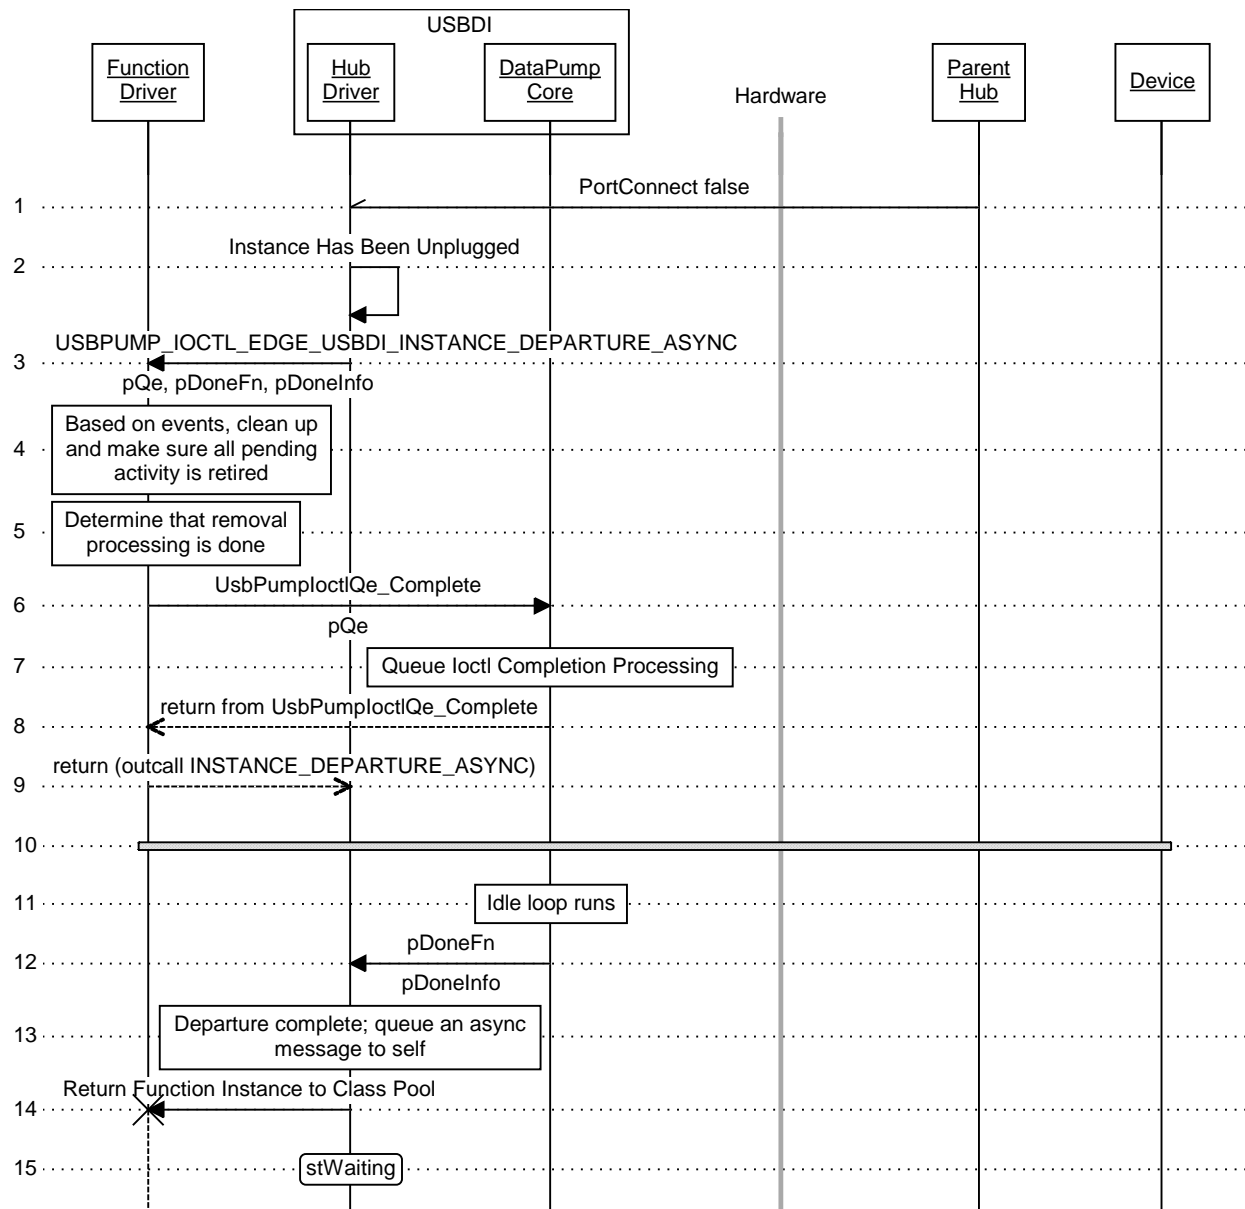 USBDI
Function
Driver
Hub
Driver
DataPump
Core
Hardware
Parent
Hub
Device
PortConnect false
1
Instance Has Been Unplugged
2
USBPUMP_IOCTL_EDGE_USBDI_INSTANCE_DEPARTURE_ASYNC
3
pQe, pDoneFn, pDoneInfo
Based on events, clean up
and make sure all pending
activity is retired
4
Determine that removal
processing is done
5
UsbPumpIoctlQe_Complete
6
pQe
7
Queue Ioctl Completion Processing
return from UsbPumpIoctlQe_Complete
8
return (outcall INSTANCE_DEPARTURE_ASYNC)
9
10
11
Idle loop runs
pDoneFn
12
pDoneInfo
Departure complete; queue an async
message to self
13
Return Function Instance to Class Pool
14
15
stWaiting